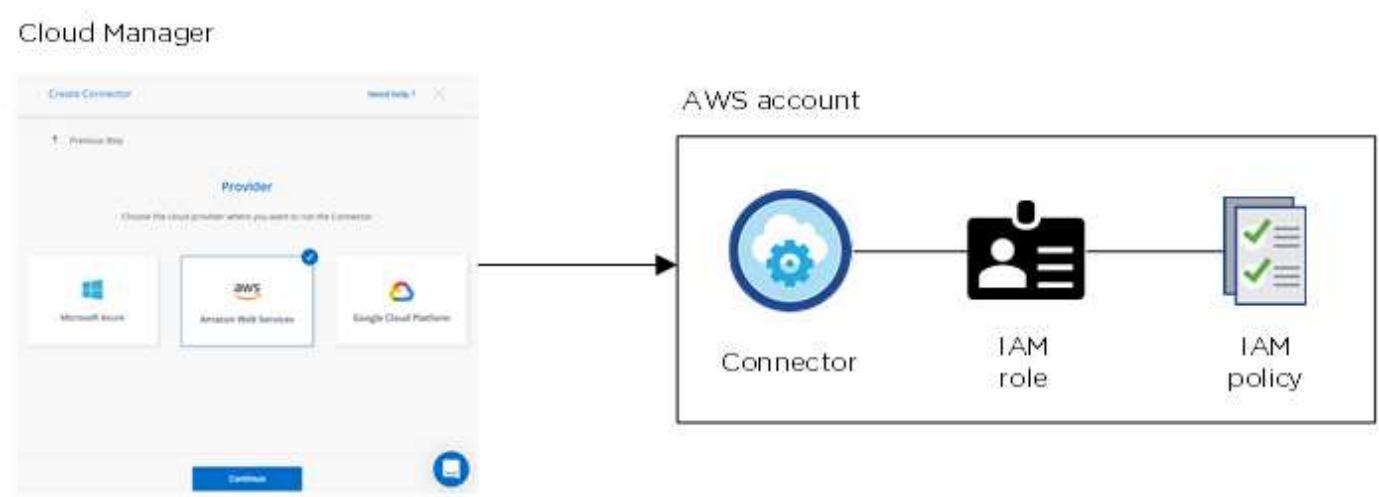 Cloud Manager
Create Connector
Need help ?
Previous Step
Provider
Choose the cloud provider where you want to run the Connector
Microsoft Azure
aws
Amazon Web Services
Google Cloud Platform
Continue
AWS account
Connector
IAM
role
IAM
policy